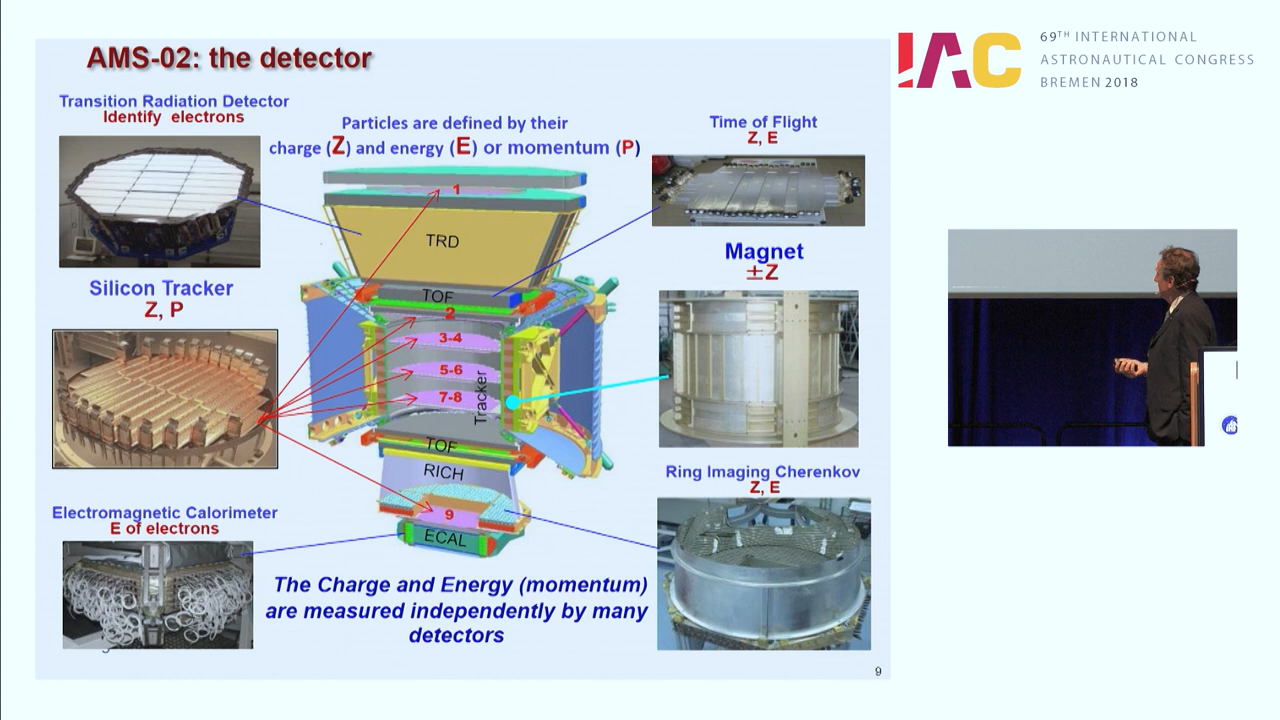 AMS-02: the detector
Transition Radiation Detector
Identify electrons
Particles are defined by their
charge (Z) and energy (E) or momentum (P)
Time of Flight
Z, E
1
TRD
Silicon Tracker
Z, P
Magnet
±Z
TOF
2
3-4
5-6
7-8
Tracker
TOF
RICH
9
ECAL
Ring Imaging Cherenkov
Z, E
Electromagnetic Calorimeter
E of electrons
The Charge and Energy (momentum)
are measured independently by many
detectors
9
IAC
69TH INTERNATIONAL
ASTRONAUTICAL CONGRESS
BREMEN 2018